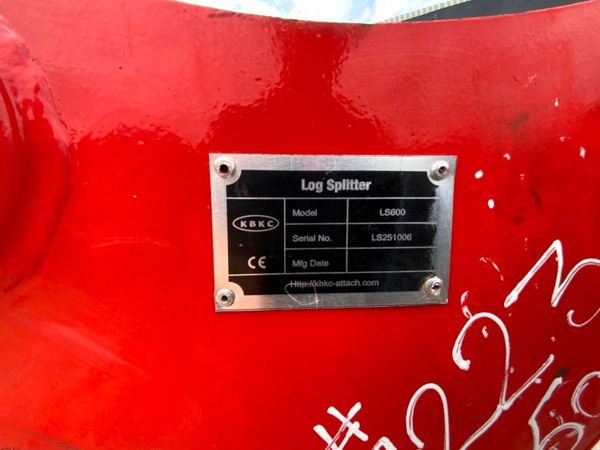 Log Splitter
KBKC
Model LS600
Serial No. LS251006
CE Mfg Date
Http://kbkc-attach.com